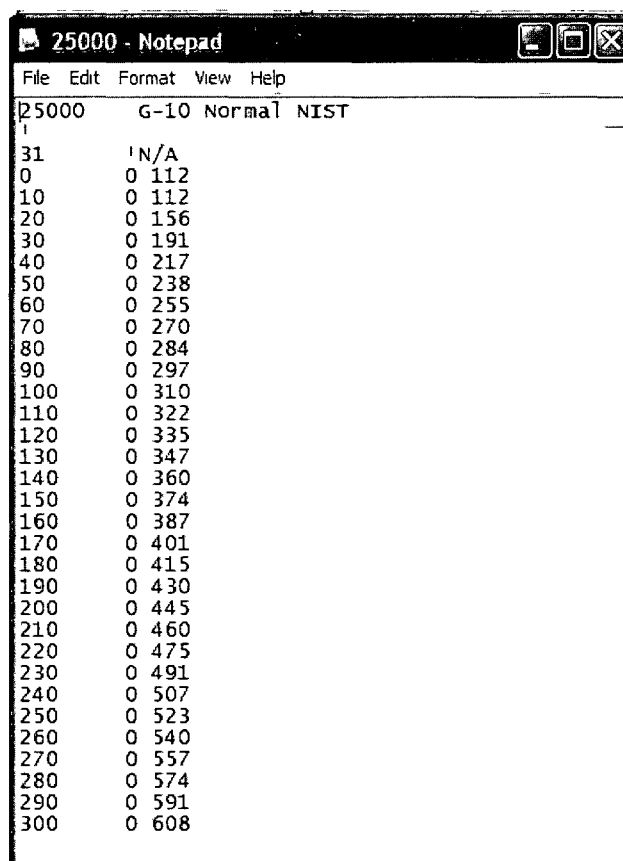 25000 - Notepad
File Edit Format View Help
25000 G-10 Normal NIST
31 'N/A
0 0 112
10 0 112
20 0 156
30 0 191
40 0 217
50 0 238
60 0 255
70 0 270
80 0 284
90 0 297
100 0 310
110 0 322
120 0 335
130 0 347
140 0 360
150 0 374
160 0 387
170 0 401
180 0 415
190 0 430
200 0 445
210 0 460
220 0 475
230 0 491
240 0 507
250 0 523
260 0 540
270 0 557
280 0 574
290 0 591
300 0 608